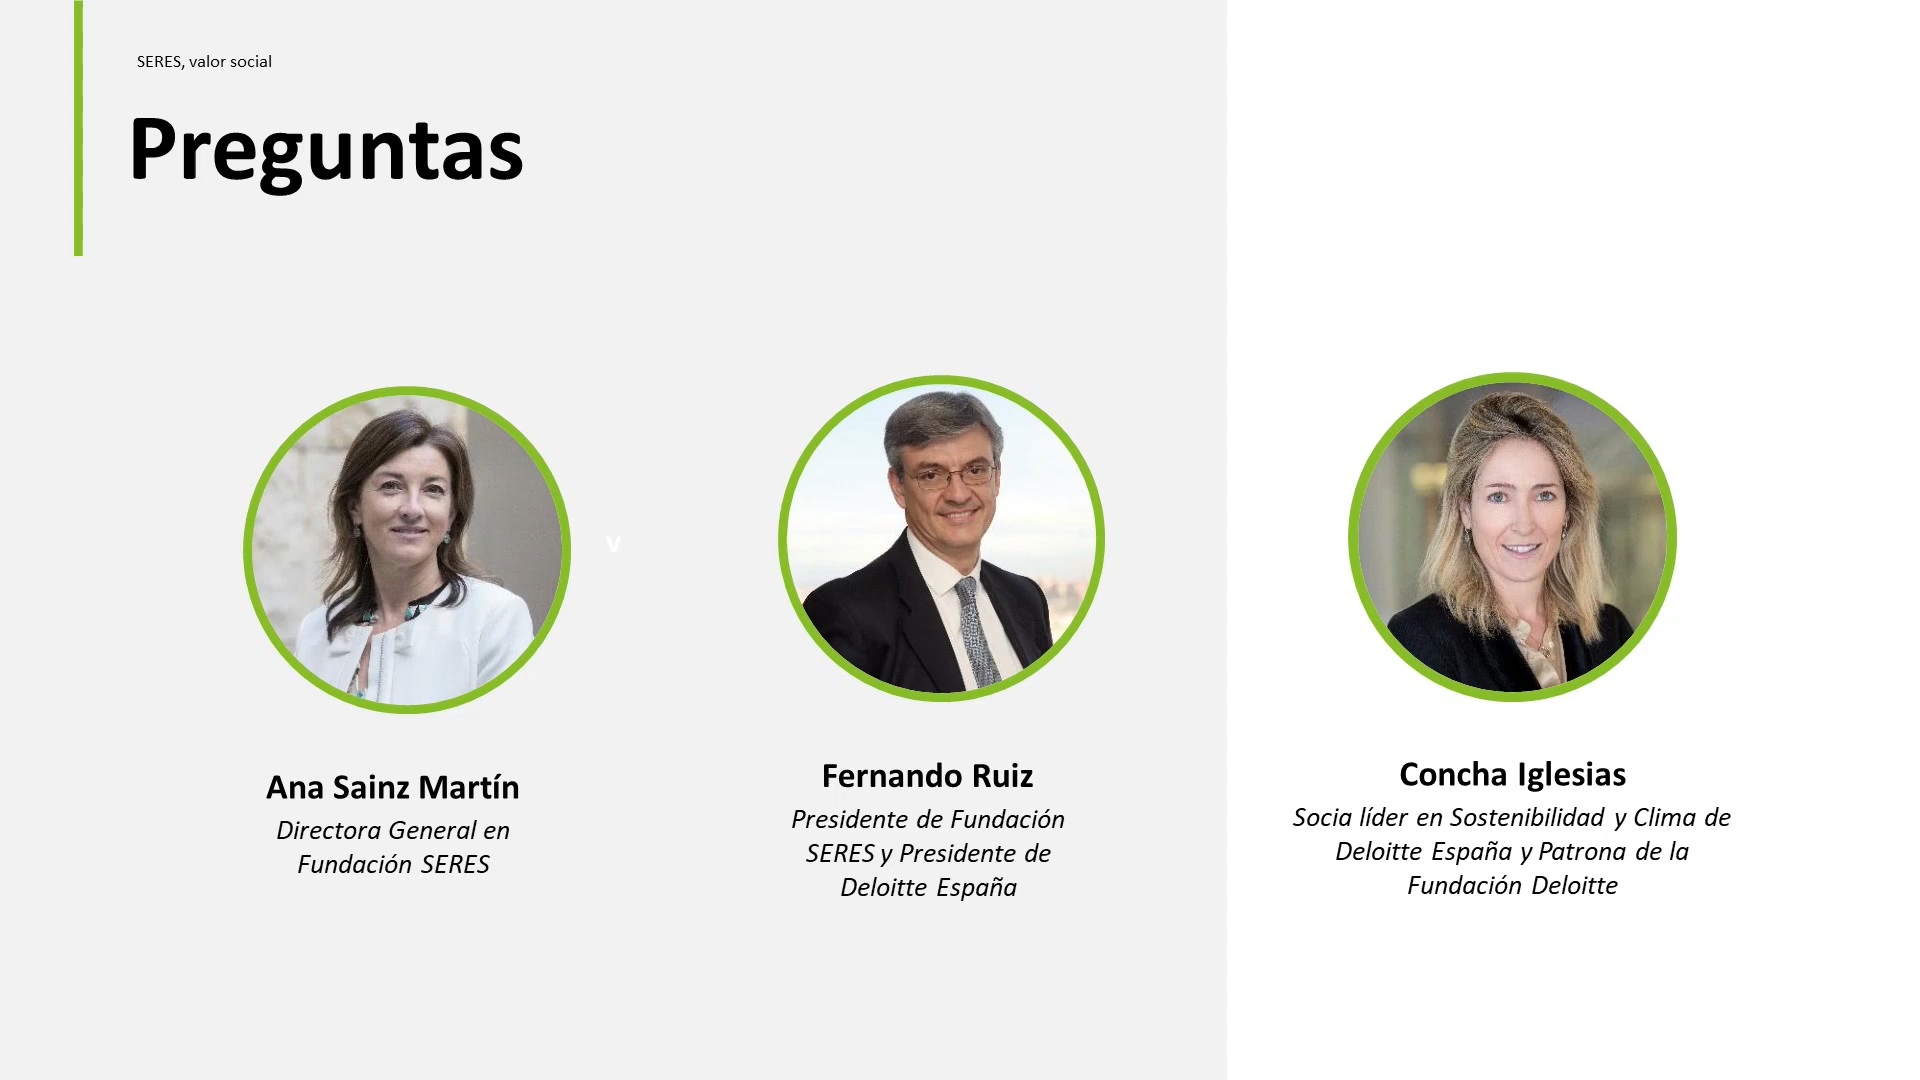 SERES, valor social
Preguntas
v
Ana Sainz Martín
Directora General en
Fundación SERES
Fernando Ruiz
Presidente de Fundación
SERES y Presidente de
Deloitte España
Concha Iglesias
Socia líder en Sostenibilidad y Clima de
Deloitte España y Patrona de la
Fundación Deloitte